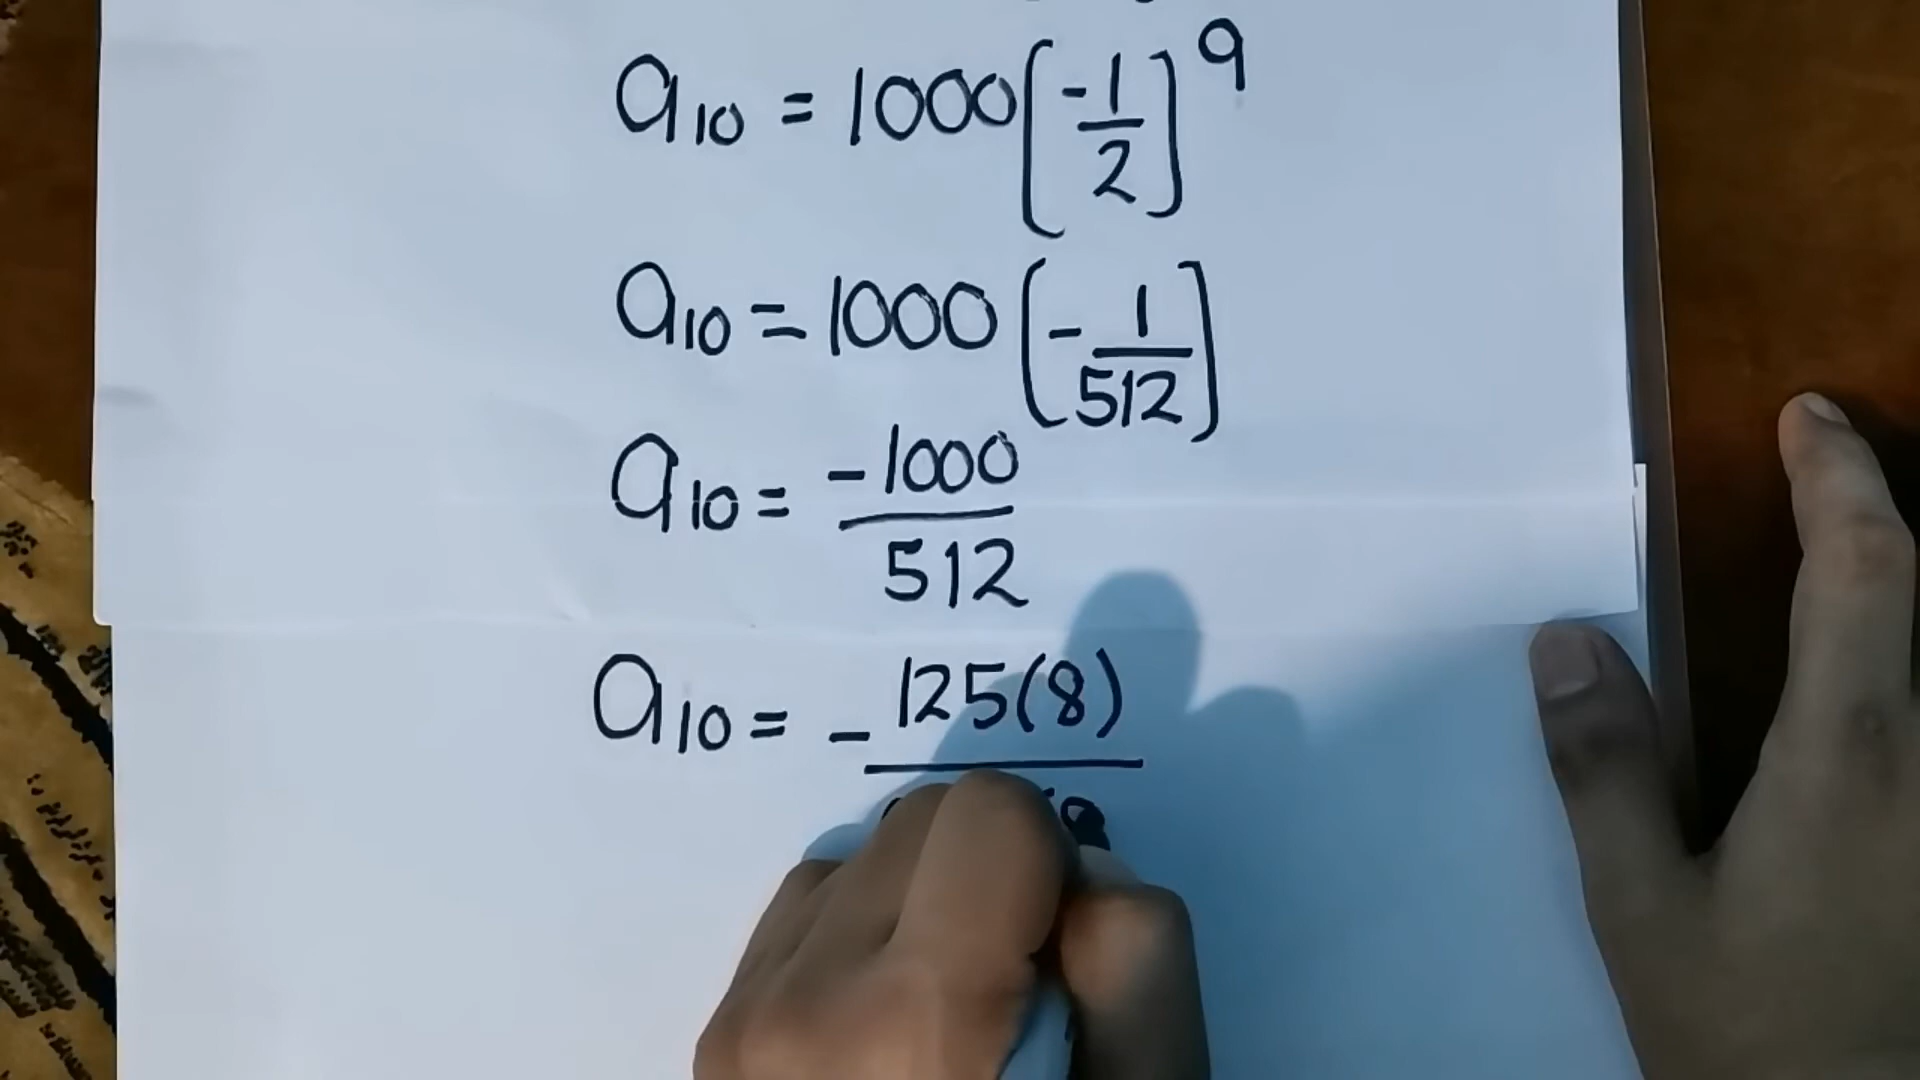 a₁₀ = 1000[-1/2]⁹
a₁₀ = 1000[-1/512]
a₁₀ = -1000/512
a₁₀ = -125(8)/